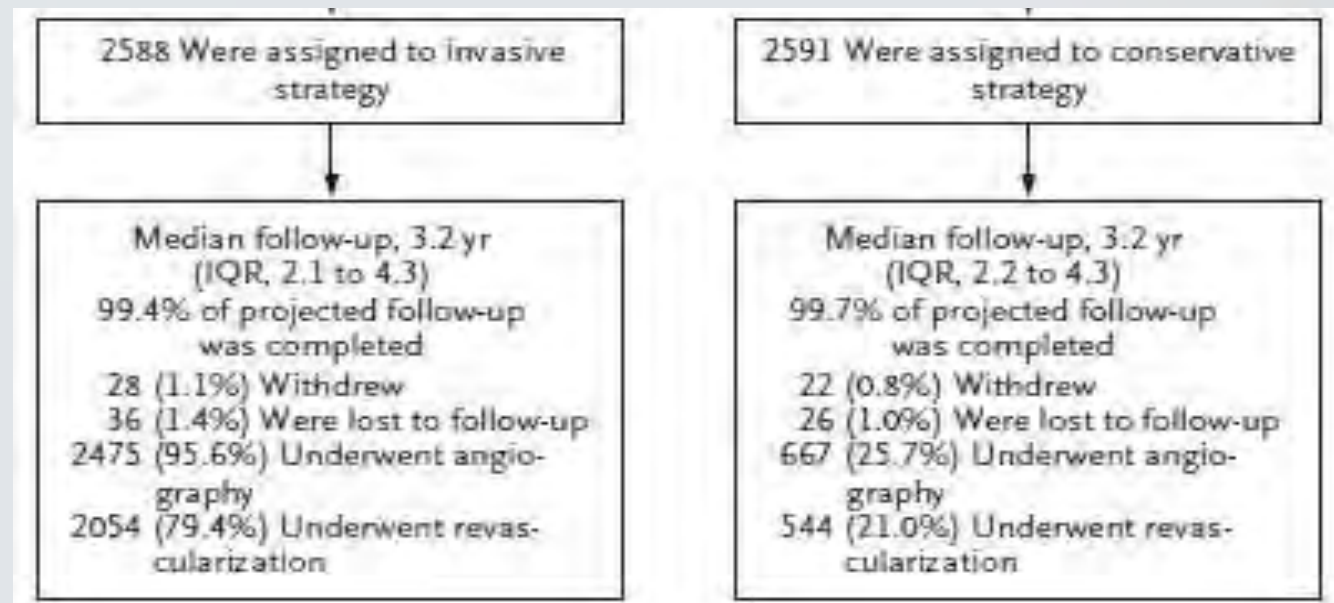 2588 Were assigned to invasive
strategy
Median follow-up, 3.2 yr
(IQR, 2.1 to 4.3)
99.4% of projected follow-up
was completed
28 (1.1%) Withdrew
36 (1.4%) Were lost to follow-up
2475 (95.6%) Underwent angio-
graphy
2054 (79.4%) Underwent revas-
cularization
2591 Were assigned to conservative
strategy
Median follow-up, 3.2 yr
(IQR, 2.2 to 4.3)
99.7% of projected follow-up
was completed
22 (0.8%) Withdrew
26 (1.0%) Were lost to follow-up
667 (25.7%) Underwent angio-
graphy
544 (21.0%) Underwent revas-
cularization